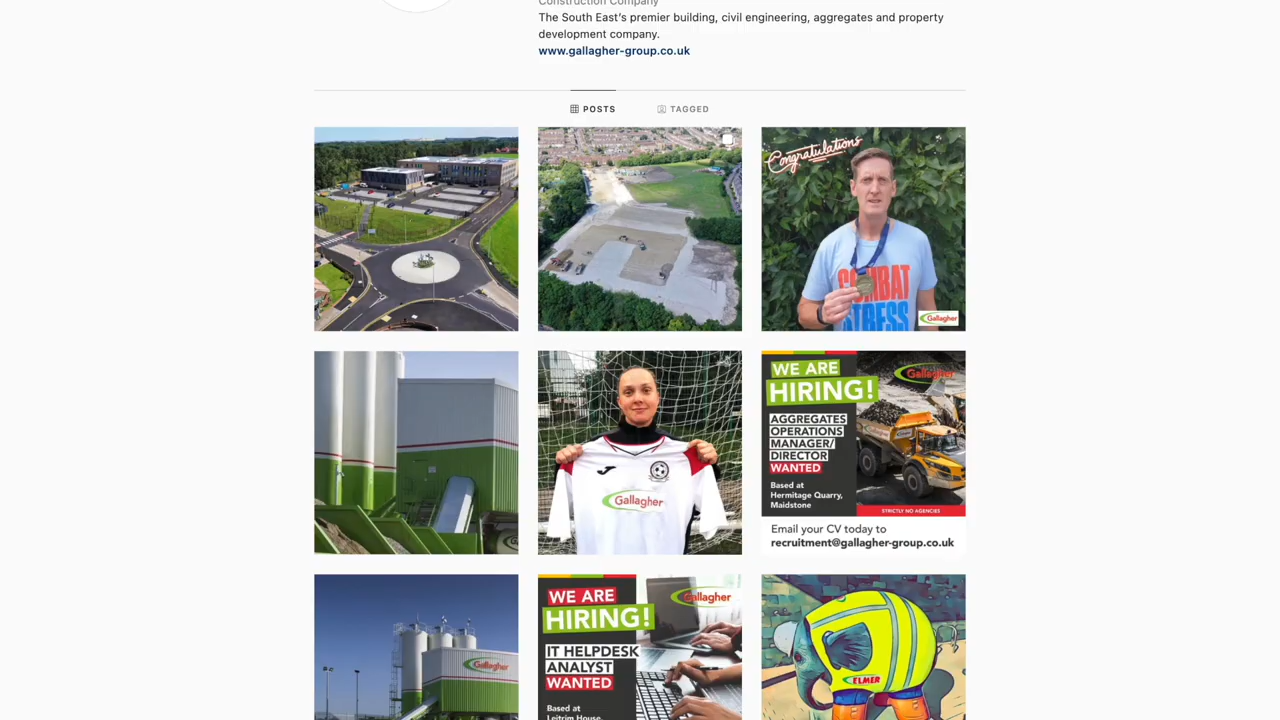 Construction Company
The South East's premier building, civil engineering, aggregates and property
development company.
www.gallagher-group.co.uk
POSTS
TAGGED
Congratulations
COMBAT
STRESS
Gallagher
Gallagher
WE ARE
HIRING!
Gallagher
AGGREGATES
OPERATIONS
MANAGER/
DIRECTOR
WANTED
Based at
Hermitage Quarry,
Maidstone
STRICTLY NO AGENCIES
Email your CV today to
recruitment@gallagher-group.co.uk
Gallagher
WE ARE
HIRING!
Gallagher
IT HELPDESK
ANALYST
WANTED
Based at
Leitrim House,
ELMER